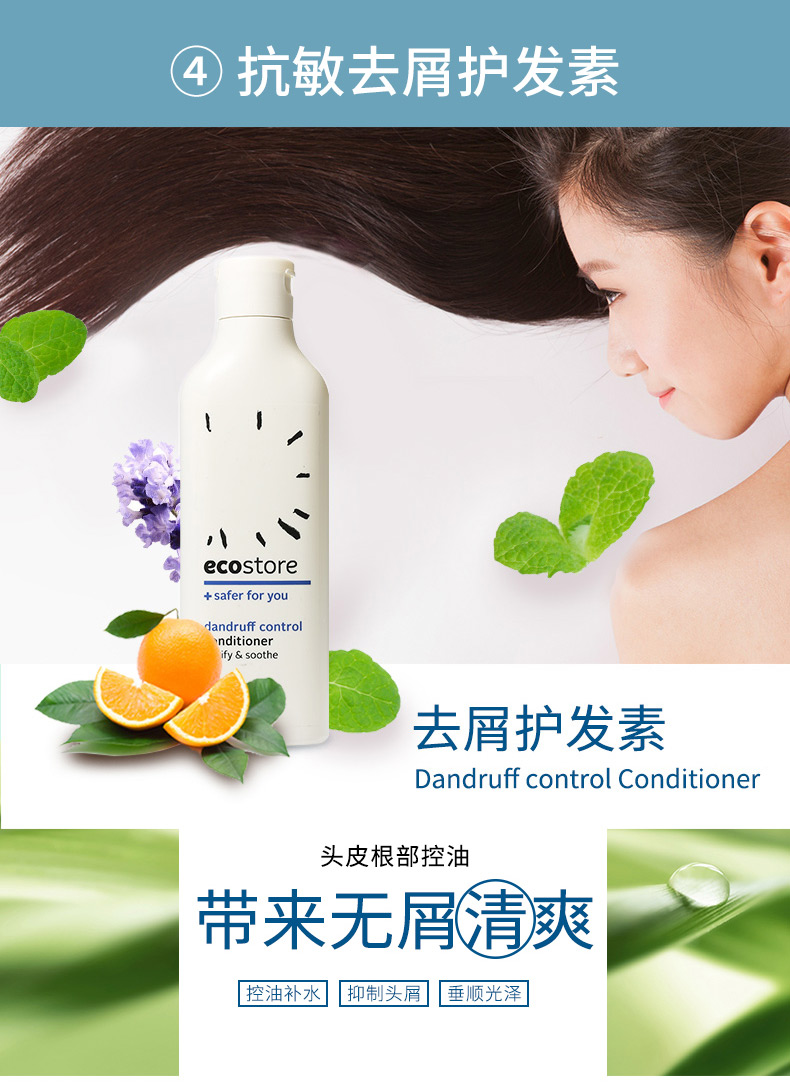 ④ 抗敏去屑护发素
ecostore
+ safer for you
dandruff control
& soothe
去屑护发素
Dandruff control Conditioner
头皮根部控油
带来无屑清爽
控油补水 抑制头屑 垂顺光泽